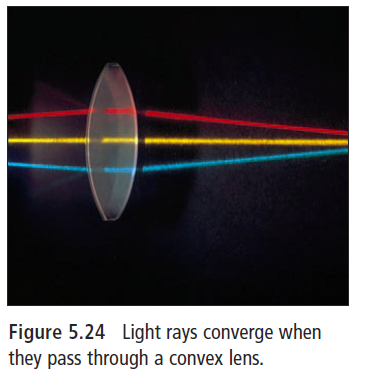 Figure 5.24 Light rays converge when
they pass through a convex lens.